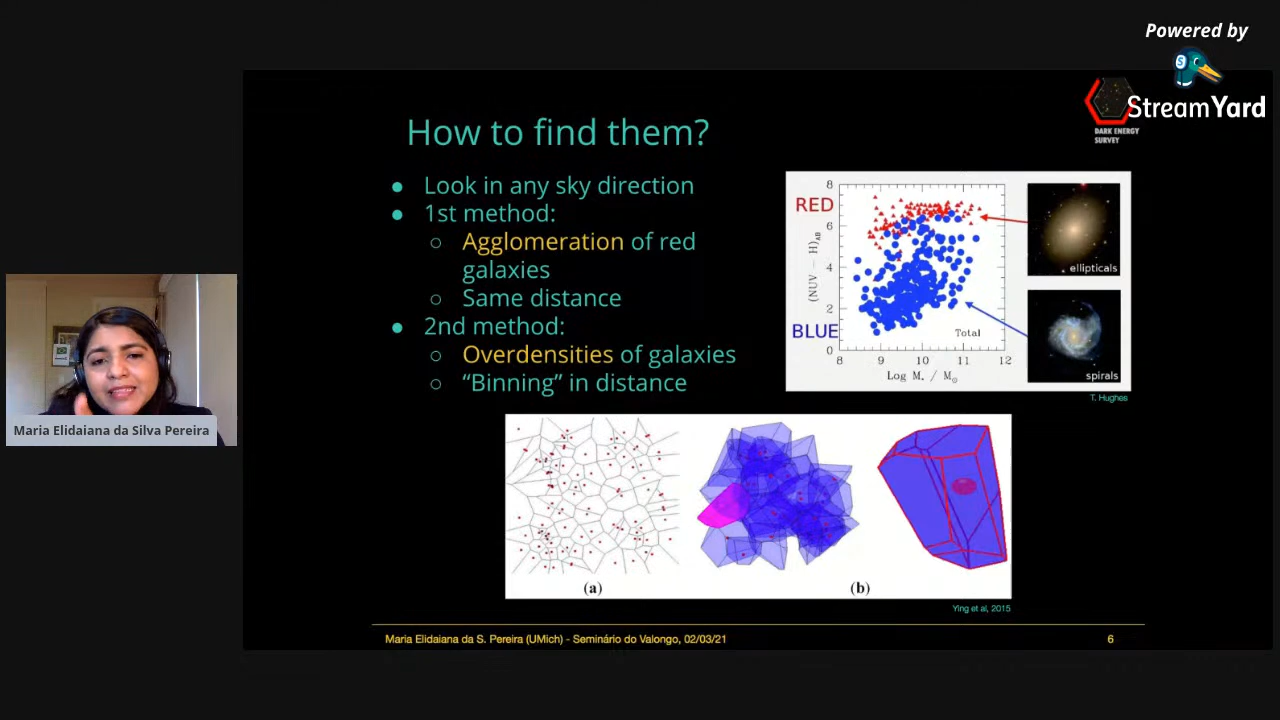 Powered by
StreamYard
DARK ENERGY
SURVEY
How to find them?
● Look in any sky direction
● 1st method:
○ Agglomeration of red
galaxies
○ Same distance
● 2nd method:
○ Overdensities of galaxies
○ “Binning” in distance
RED
BLUE
(NUV − H)AB
8
6
4
2
0
8 9 10 11 12
Log M* / M⊙
Total
ellipticals
spirals
T. Hughes
(a)
(b)
Ying et al, 2015
Maria Elidaiana da Silva Pereira
Maria Elidaiana da S. Pereira (UMich) - Seminário do Valongo, 02/03/21
6